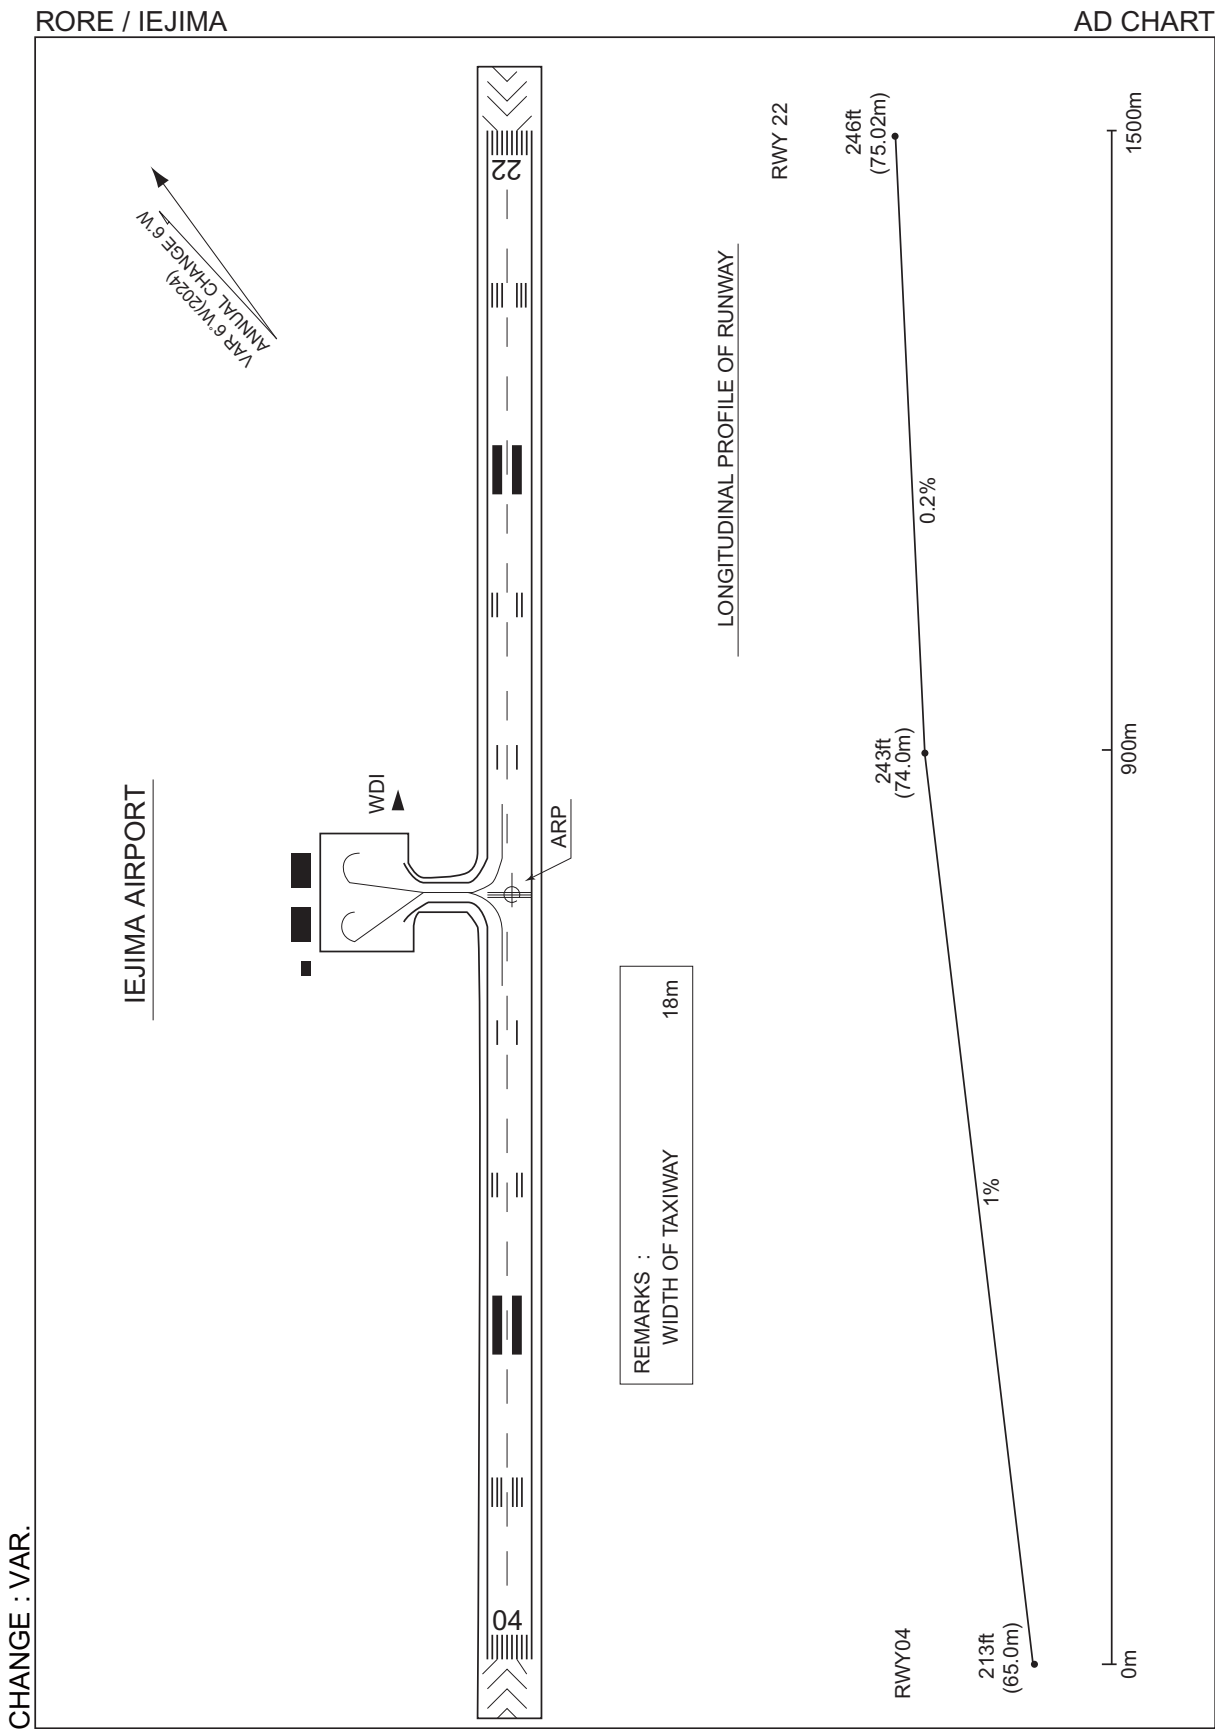 RORE / IEJIMA
AD CHART
CHANGE : VAR.
IEJIMA AIRPORT
VAR 6°W(2024)
ANNUAL CHANGE 6'W
22
04
WDI
ARP
REMARKS :
WIDTH OF TAXIWAY 18m
LONGITUDINAL PROFILE OF RUNWAY
RWY04
RWY 22
213ft
(65.0m)
243ft
(74.0m)
246ft
(75.02m)
1%
0.2%
0m
900m
1500m